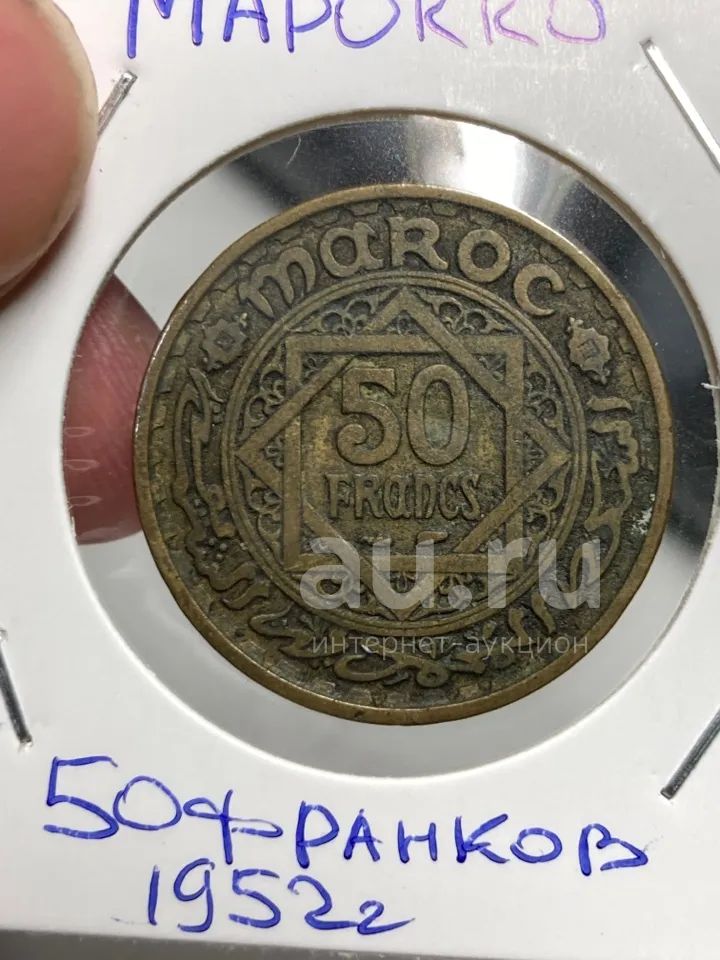 МАРОККО
MAROC
50
FRANCS
au.ru
интернет-аукцион
50 ФРАНКОВ
1952г